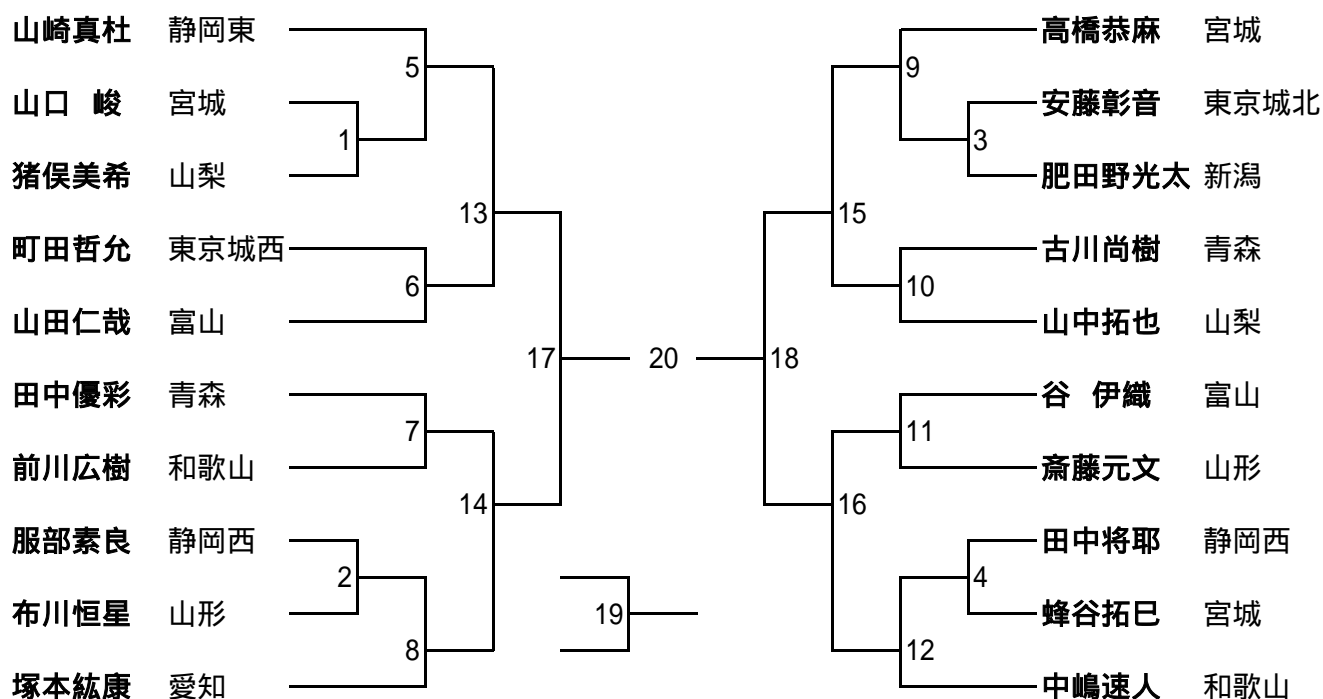 山崎真杜 静岡東
山口 峻 宮城
猪俣美希 山梨
町田哲允 東京城西
山田仁哉 富山
田中優彩 青森
前川広樹 和歌山
服部素良 静岡西
布川恒星 山形
塚本紘康 愛知
5
1
13
6
17
7
14
2
8
20
19
9
3
15
10
18
11
16
4
12
高橋恭麻 宮城
安藤彰音 東京城北
肥田野光太 新潟
古川尚樹 青森
山中拓也 山梨
谷 伊織 富山
斎藤元文 山形
田中将耶 静岡西
蜂谷拓巳 宮城
中嶋速人 和歌山